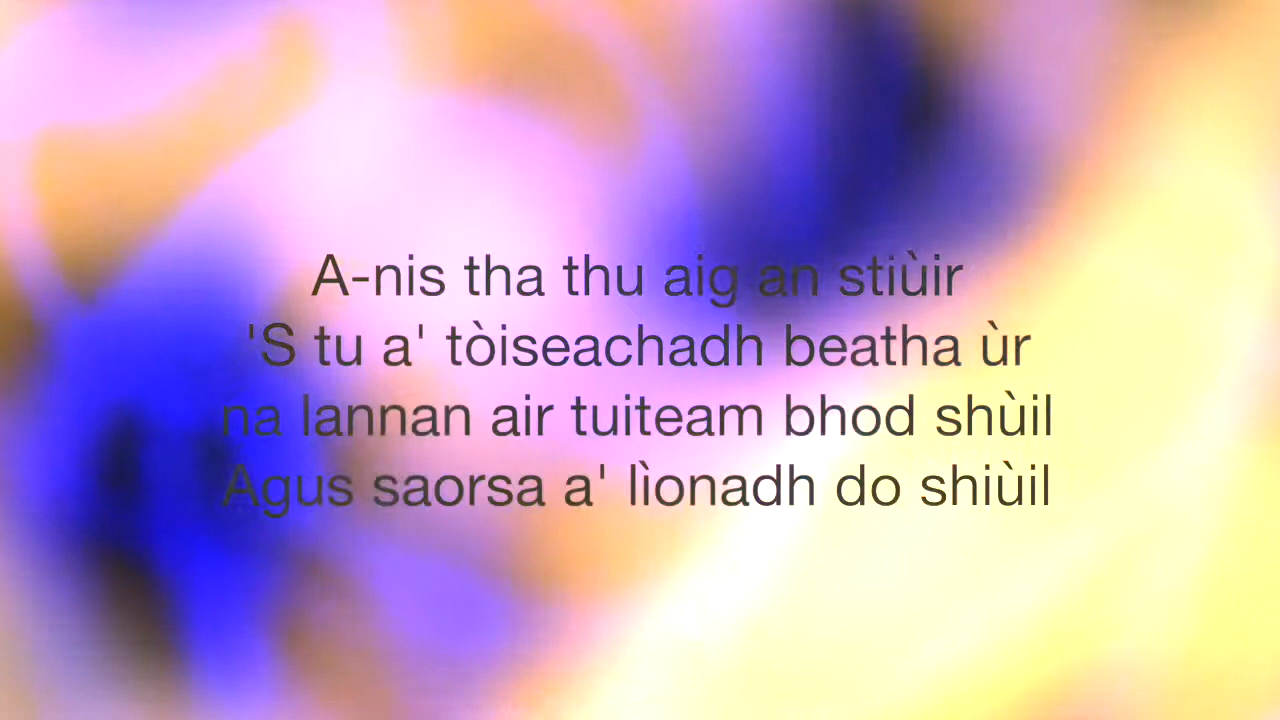 A-nis tha thu aig an stiùir
'S tu a' tòiseachadh beatha ùr
na lannan air tuiteam bhod shùil
Agus saorsa a' lìonadh do shiùil